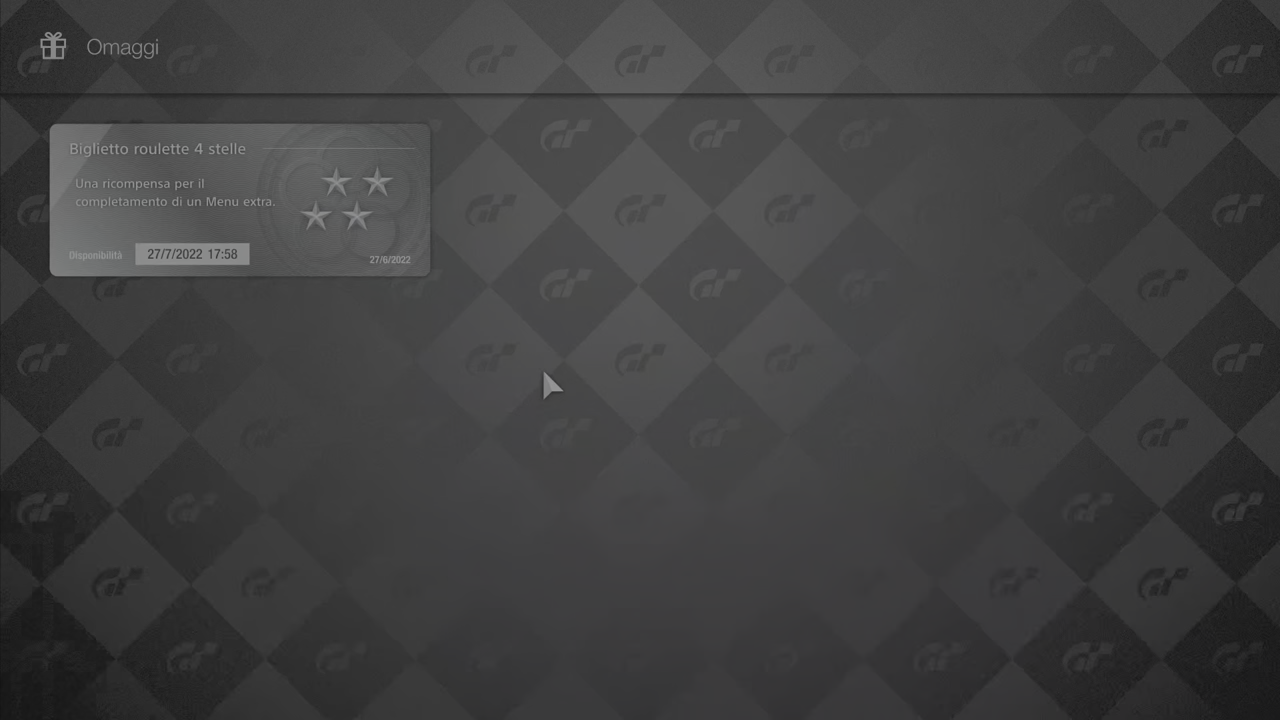 Omaggi
Biglietto roulette 4 stelle
Una ricompensa per il
completamento di un Menu extra.
Disponibilità 27/7/2022 17:58
27/6/2022